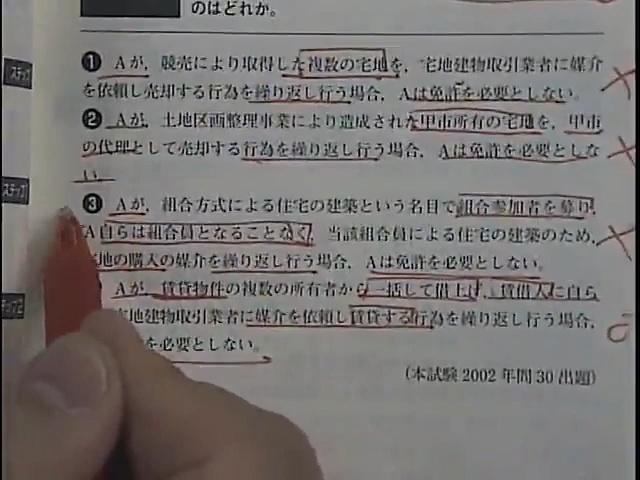 のはどれか。
❶ Aが，競売により取得した複数の宅地を，宅地建物取引業者に媒介
を依頼し売却する行為を繰り返し行う場合，Aは免許を必要としない。
❷ Aが，土地区画整理事業により造成された甲市所有の宅地を，甲市
の代理として売却する行為を繰り返し行う場合，Aは免許を必要としな
い。
❸ Aが，組合方式による住宅の建築という名目で組合参加者を募り，
A自らは組合員となることなく，当該組合員による住宅の建築のため，
地の購入の媒介を繰り返し行う場合，Aは免許を必要としない。
Aが，賃貸物件の複数の所有者から一括して借上げ，賃借人に自ら
宅地建物取引業者に媒介を依頼し賃貸する行為を繰り返し行う場合，
を必要としない。
（本試験 2002 年問 30 出題）
ステップ
ステップ
ステップ2